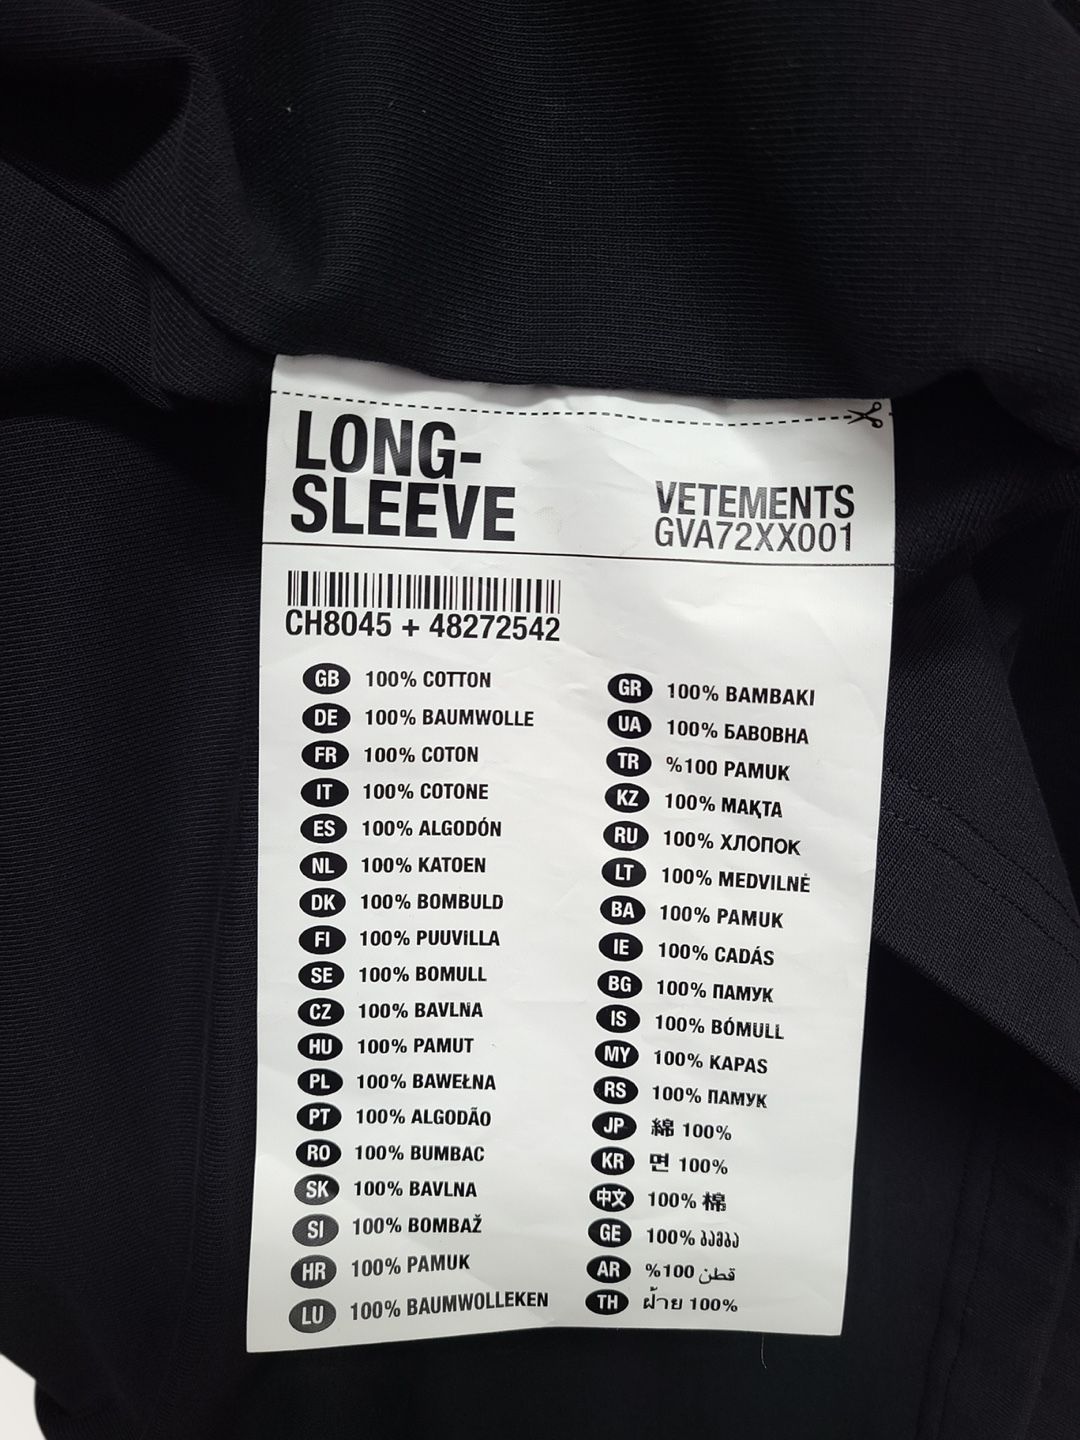 LONG-
SLEEVE
VETEMENTS
GVA72XX001
CH8045 + 48272542
GB 100% COTTON
DE 100% BAUMWOLLE
FR 100% COTON
IT 100% COTONE
ES 100% ALGODÓN
NL 100% KATOEN
DK 100% BOMBULD
FI 100% PUUViLLA
SE 100% BOMULL
CZ 100% BAVLNA
HU 100% PAMUT
PL 100% BAWEŁNA
PT 100% ALGODÃO
RO 100% BUMBAC
SK 100% BAVLNA
SI 100% BOMBAŽ
HR 100% PAMUK
LU 100% BAUMWOLLEKEN
GR 100% BAMBAKI
UA 100% БАВОВНА
TR %100 PAMUK
KZ 100% МАҚТА
RU 100% ХЛОПОК
LT 100% MEDVILNĖ
BA 100% PAMUK
IE 100% CADÁS
BG 100% ПАМУК
IS 100% BÓMULL
MY 100% KAPAS
RS 100% ПАМУК
JP 綿 100%
KR 면 100%
中文 100% 棉
GE 100% ბამბა
AR %100 قطن
TH ฝ้าย 100%